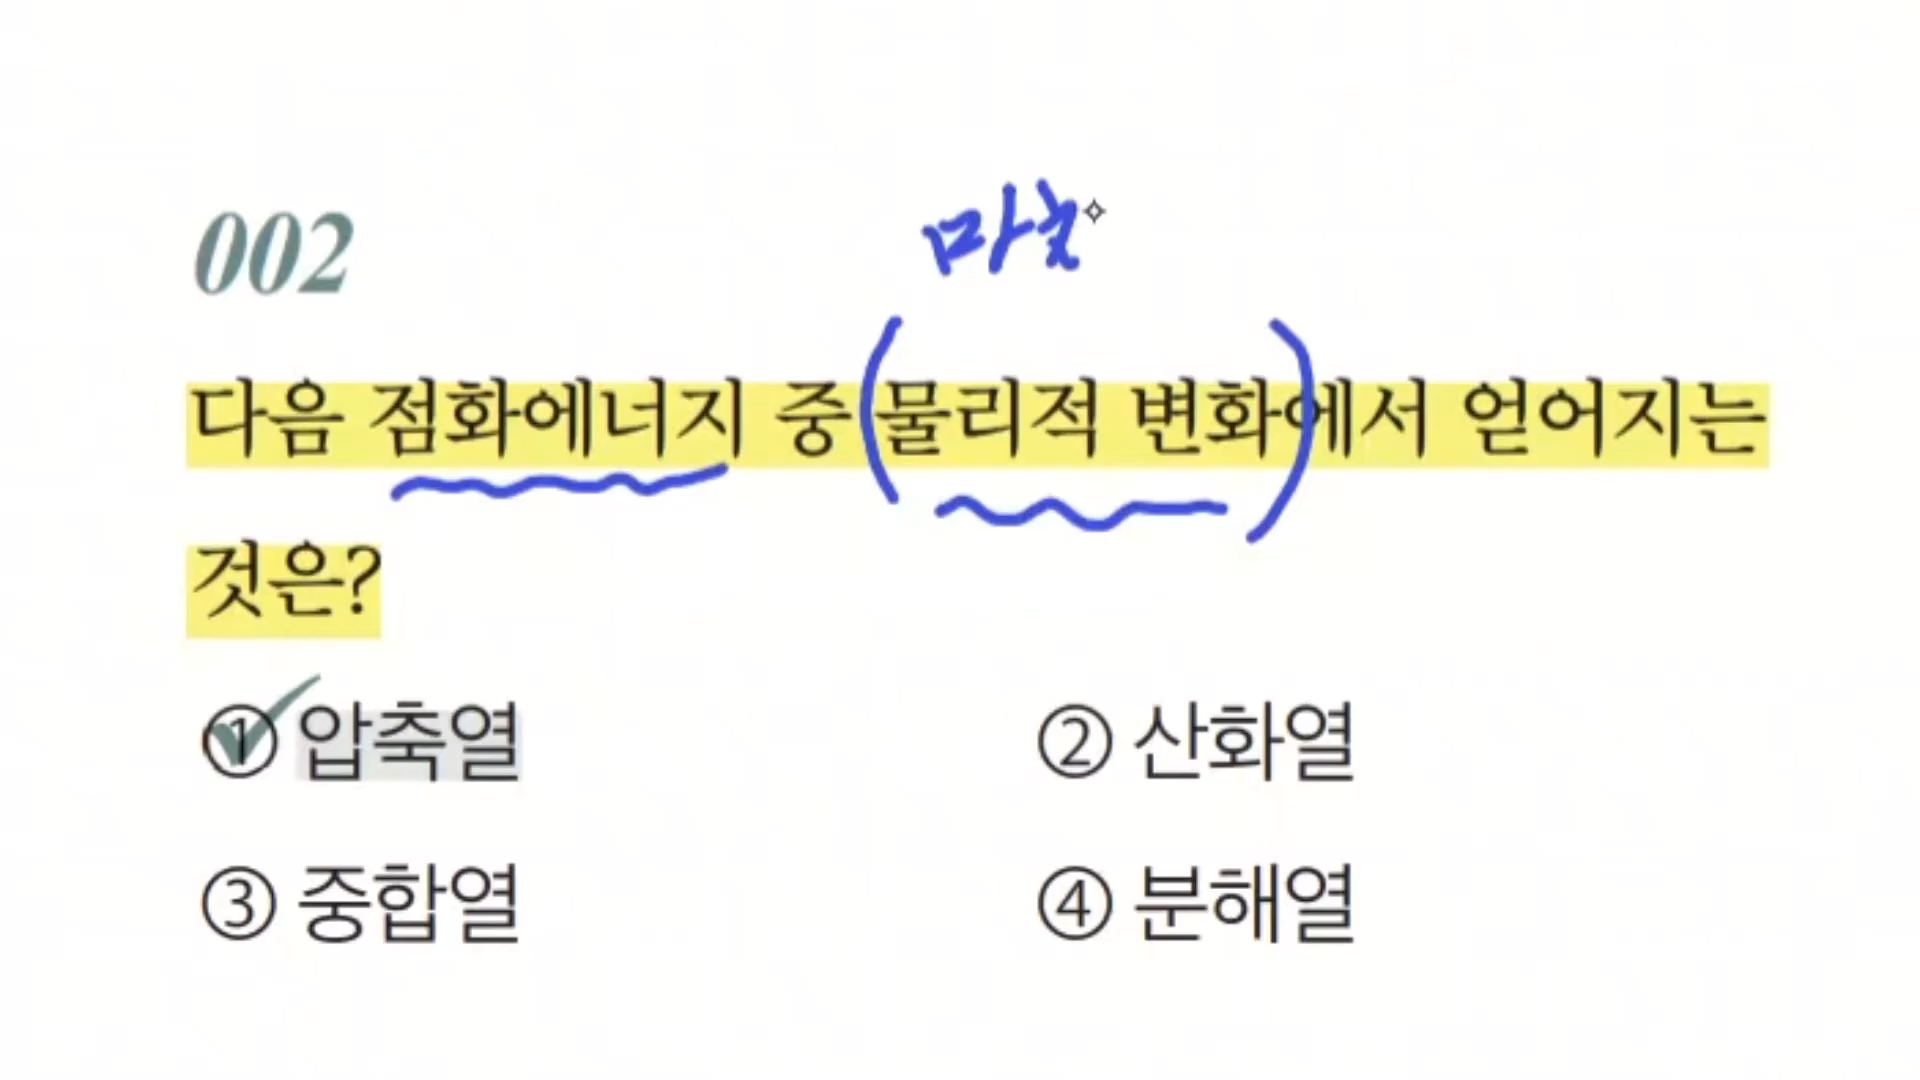 002
다음 점화에너지 중 물리적 변화에서 얻어지는
것은?
① 압축열 ② 산화열
③ 중합열 ④ 분해열